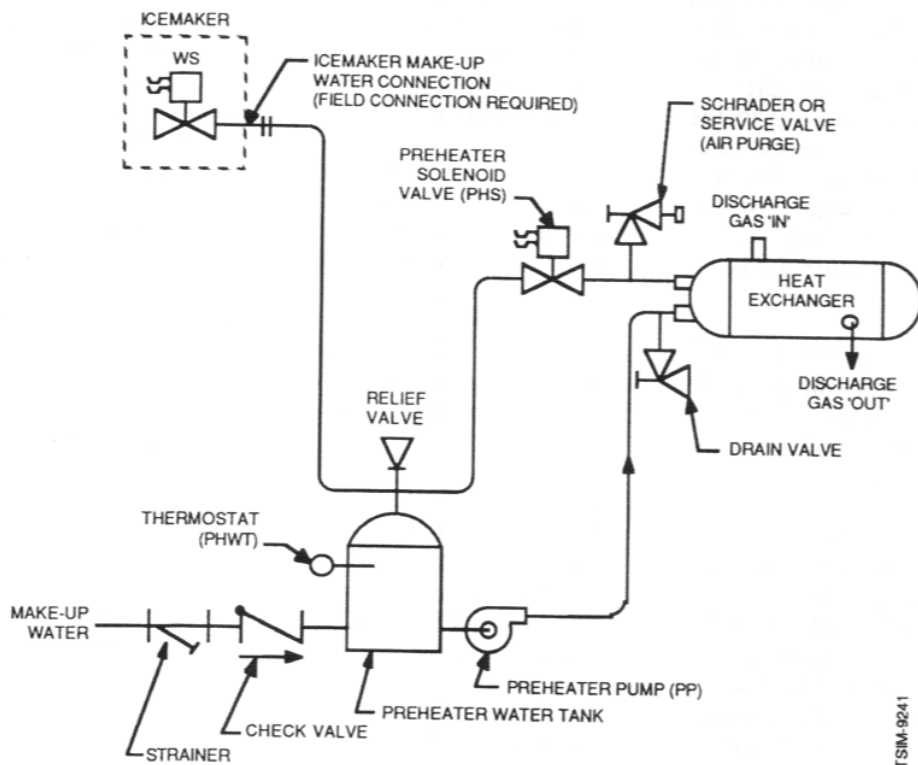 ICEMAKER
WS
ICEMAKER MAKE-UP
WATER CONNECTION
(FIELD CONNECTION REQUIRED)
SCHRADER OR
SERVICE VALVE
(AIR PURGE)
PREHEATER
SOLENOID
VALVE (PHS)
DISCHARGE
GAS 'IN'
HEAT
EXCHANGER
DISCHARGE
GAS 'OUT'
RELIEF
VALVE
DRAIN VALVE
THERMOSTAT
(PHWT)
MAKE-UP
WATER
PREHEATER PUMP (PP)
PREHEATER WATER TANK
CHECK VALVE
STRAINER
TSIM-9241